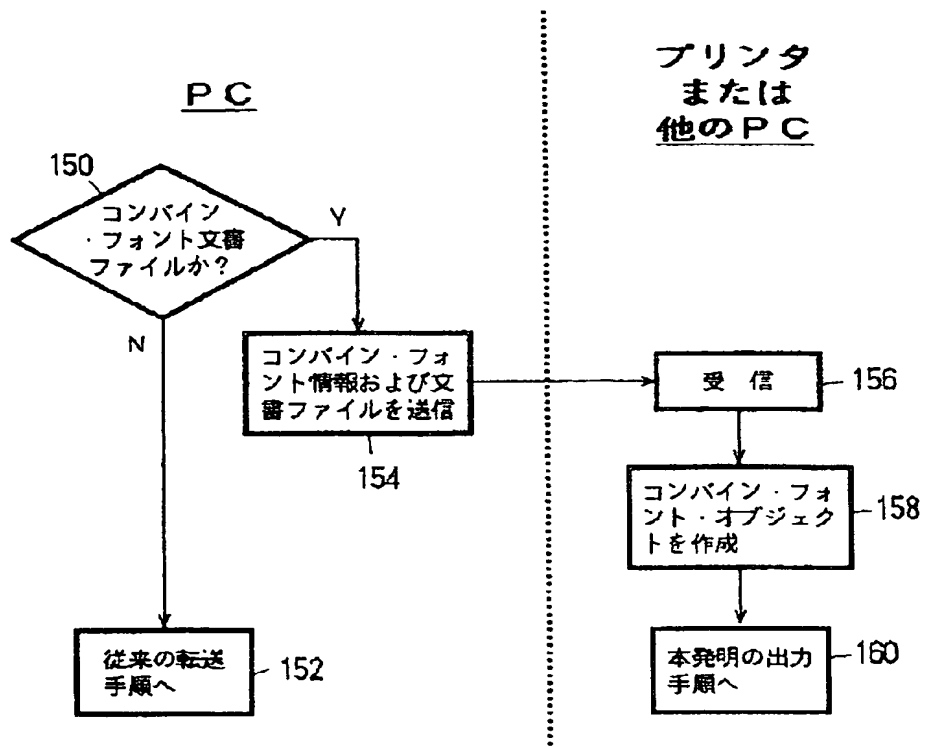 PC
プリンタ
または
他のPC
150
コンバイン
・フォント文書
ファイルか?
Y
N
コンバイン・フォ
ント情報および文
書ファイルを送信
154
受 信
156
コンバイン・フォ
ント・オブジェク
トを作成
158
従来の転送
手順へ
152
本発明の出力
手順へ
160